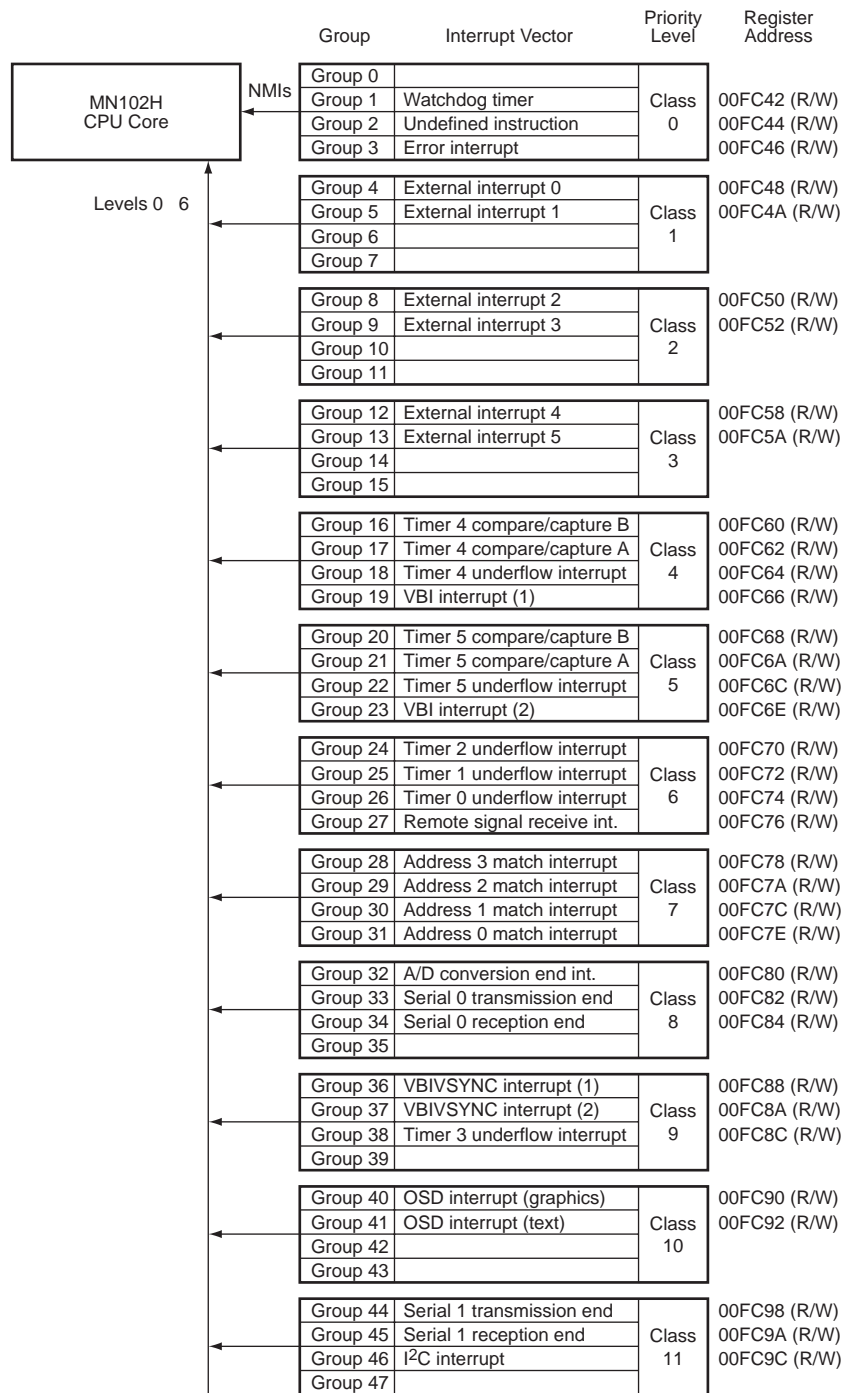 Group Interrupt Vector Priority Level Register Address
MN102H
CPU Core
NMIs
Levels 0 6
Group 0
Group 1 Watchdog timer 00FC42 (R/W)
Group 2 Undefined instruction 00FC44 (R/W)
Group 3 Error interrupt 00FC46 (R/W)
Class 0
Group 4 External interrupt 0 00FC48 (R/W)
Group 5 External interrupt 1 00FC4A (R/W)
Group 6
Group 7
Class 1
Group 8 External interrupt 2 00FC50 (R/W)
Group 9 External interrupt 3 00FC52 (R/W)
Group 10
Group 11
Class 2
Group 12 External interrupt 4 00FC58 (R/W)
Group 13 External interrupt 5 00FC5A (R/W)
Group 14
Group 15
Class 3
Group 16 Timer 4 compare/capture B 00FC60 (R/W)
Group 17 Timer 4 compare/capture A 00FC62 (R/W)
Group 18 Timer 4 underflow interrupt 00FC64 (R/W)
Group 19 VBI interrupt (1) 00FC66 (R/W)
Class 4
Group 20 Timer 5 compare/capture B 00FC68 (R/W)
Group 21 Timer 5 compare/capture A 00FC6A (R/W)
Group 22 Timer 5 underflow interrupt 00FC6C (R/W)
Group 23 VBI interrupt (2) 00FC6E (R/W)
Class 5
Group 24 Timer 2 underflow interrupt 00FC70 (R/W)
Group 25 Timer 1 underflow interrupt 00FC72 (R/W)
Group 26 Timer 0 underflow interrupt 00FC74 (R/W)
Group 27 Remote signal receive int. 00FC76 (R/W)
Class 6
Group 28 Address 3 match interrupt 00FC78 (R/W)
Group 29 Address 2 match interrupt 00FC7A (R/W)
Group 30 Address 1 match interrupt 00FC7C (R/W)
Group 31 Address 0 match interrupt 00FC7E (R/W)
Class 7
Group 32 A/D conversion end int. 00FC80 (R/W)
Group 33 Serial 0 transmission end 00FC82 (R/W)
Group 34 Serial 0 reception end 00FC84 (R/W)
Group 35
Class 8
Group 36 VBIVSYNC interrupt (1) 00FC88 (R/W)
Group 37 VBIVSYNC interrupt (2) 00FC8A (R/W)
Group 38 Timer 3 underflow interrupt 00FC8C (R/W)
Group 39
Class 9
Group 40 OSD interrupt (graphics) 00FC90 (R/W)
Group 41 OSD interrupt (text) 00FC92 (R/W)
Group 42
Group 43
Class 10
Group 44 Serial 1 transmission end 00FC98 (R/W)
Group 45 Serial 1 reception end 00FC9A (R/W)
Group 46 I²C interrupt 00FC9C (R/W)
Group 47
Class 11